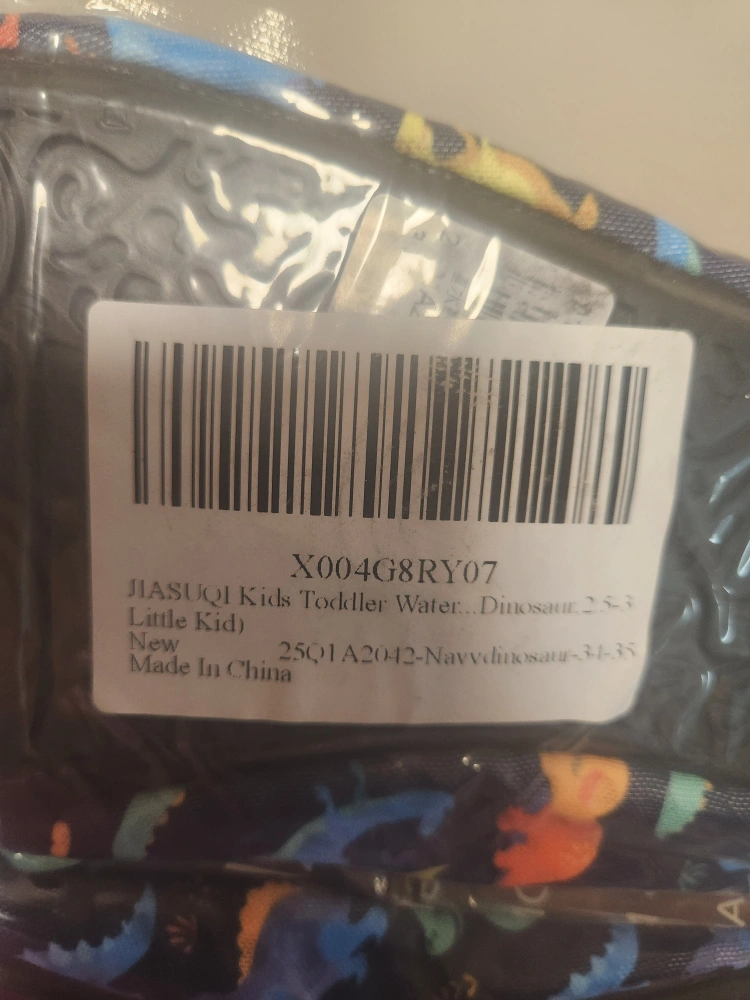 X004G8RY07
JIASUQI Kids Toddler Water...Dinosaur, 2.5-3
Little Kid)
New 25Q1A2042-Navydinosaur-34-35
Made In China